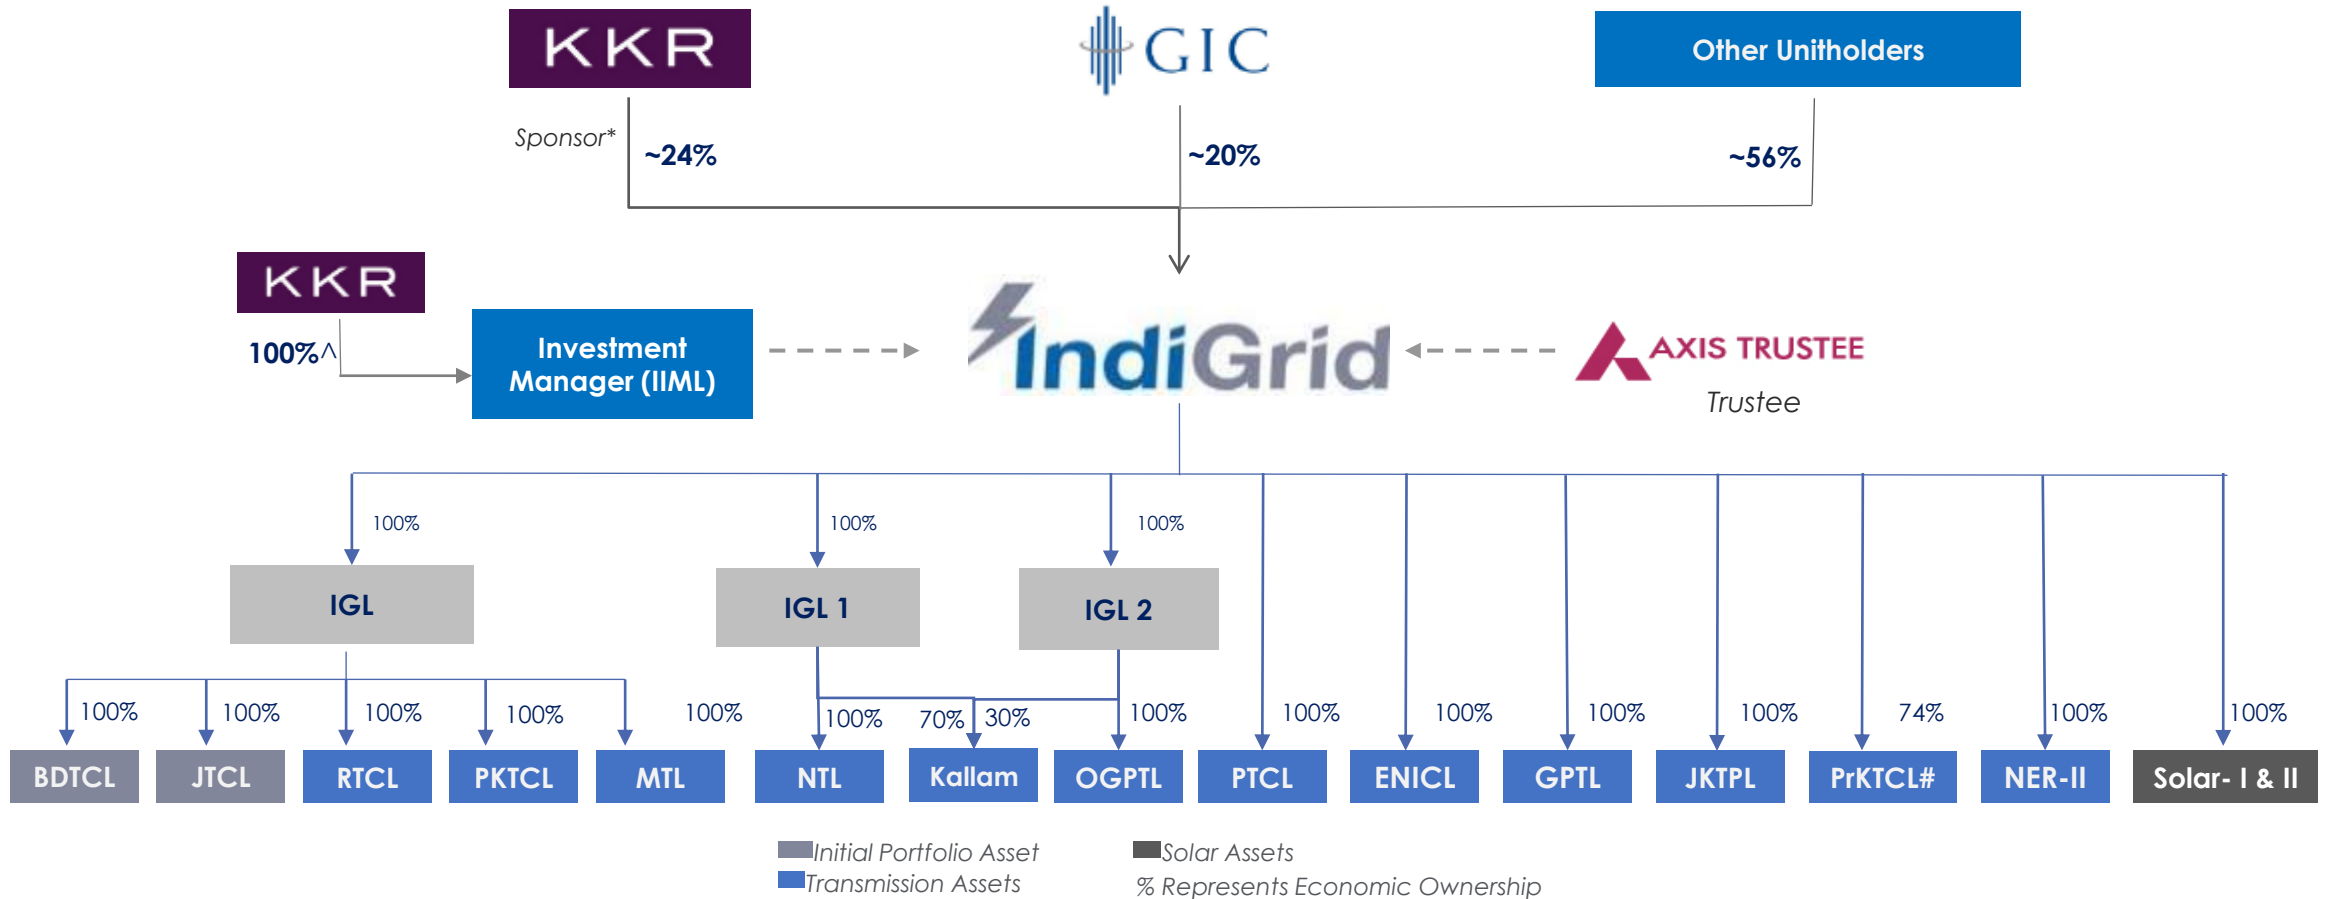 KKR
GIC
Other Unitholders
Sponsor*
~24%
~20%
~56%
KKR
100%^
Investment
Manager (IIML)
IndiGrid
AXIS TRUSTEE
Trustee
100%
100%
100%
IGL
IGL 1
IGL 2
100%
100%
100%
100%
100%
100%
70%
30%
100%
100%
100%
100%
100%
74%
100%
100%
BDTCL
JTCL
RTCL
PKTCL
MTL
NTL
Kallam
OGPTL
PTCL
ENICL
GPTL
JKTPL
PrKTCL#
NER-II
Solar- I & II
Initial Portfolio Asset
Solar Assets
Transmission Assets
% Represents Economic Ownership